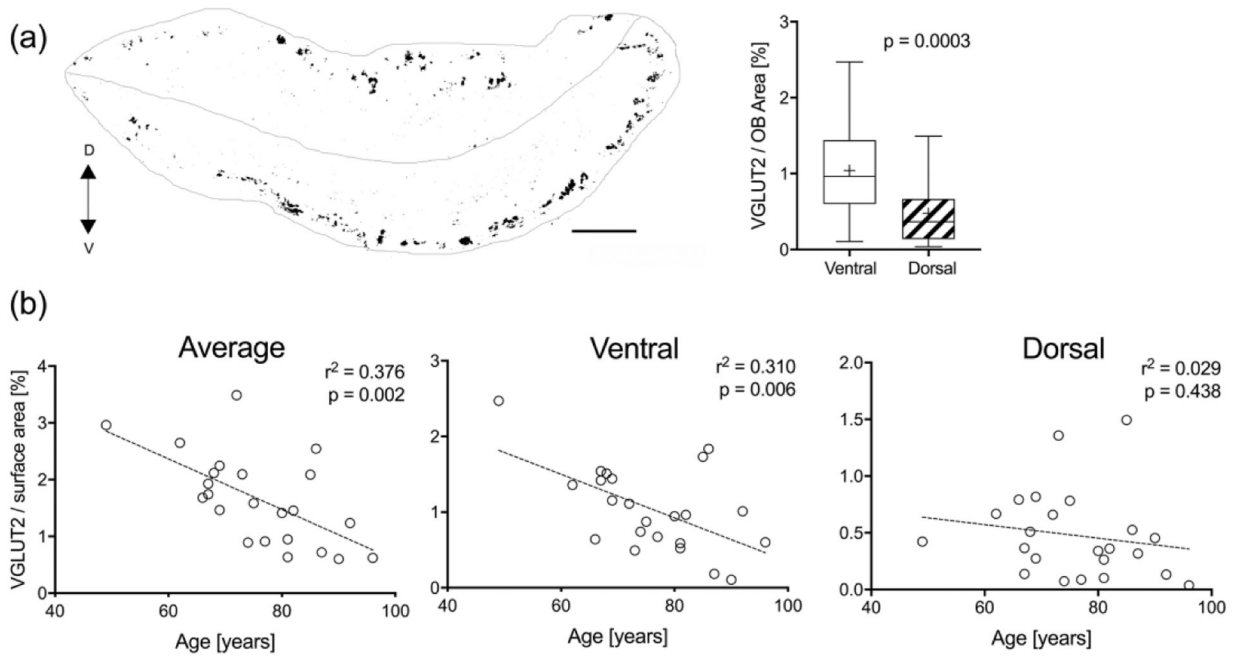 (a)
D
V
VGLUT2 / OB Area [%]
3
2
1
0
p = 0.0003
Ventral
Dorsal
(b)
Average
VGLUT2 / surface area [%]
4
3
2
1
0
r² = 0.376
p = 0.002
40
60
80
100
Age [years]
Ventral
3
2
1
0
r² = 0.310
p = 0.006
40
60
80
100
Age [years]
Dorsal
2.0
1.5
1.0
0.5
0.0
r² = 0.029
p = 0.438
40
60
80
100
Age [years]